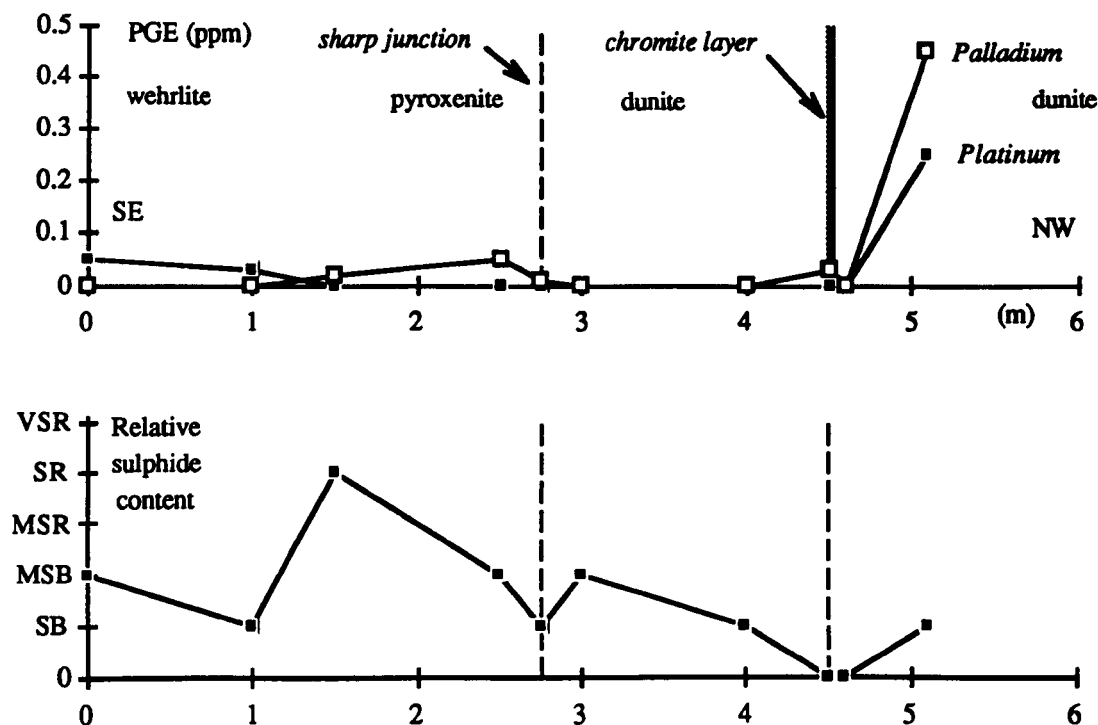 0.5
PGE (ppm)
sharp junction
chromite layer
Palladium
0.4
wehrlite
pyroxenite
dunite
dunite
0.3
Platinum
0.2
SE
NW
0.1
0
0 1 2 3 4 5 (m) 6
VSR
Relative
sulphide
content
SR
MSR
MSB
SB
0
0 1 2 3 4 5 6